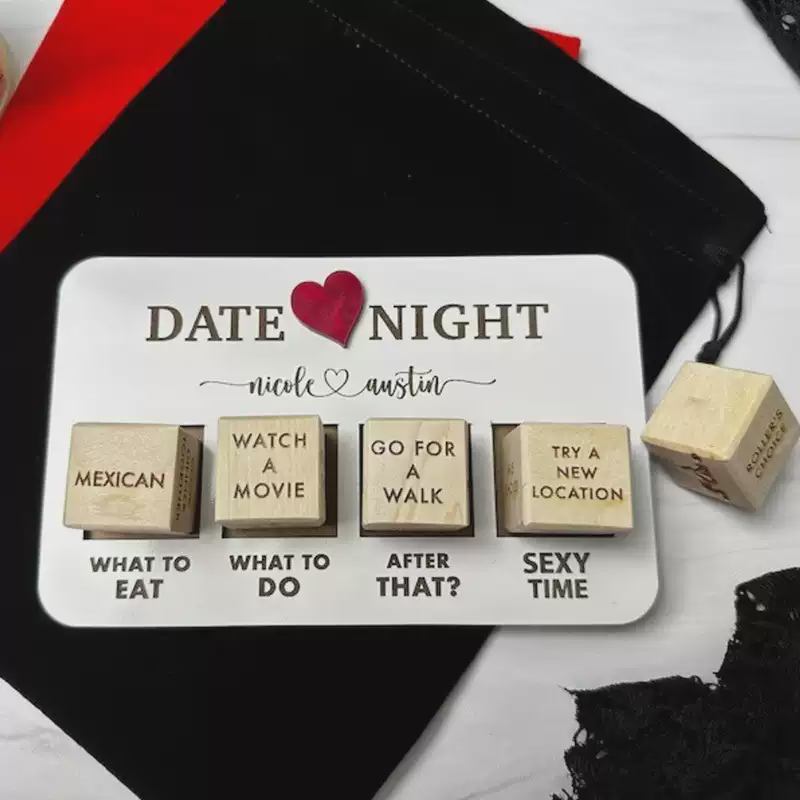 DATE NIGHT
nicole austin
MEXICAN
WATCH
A
MOVIE
GO FOR
A
WALK
TRY A
NEW
LOCATION
ROLLER'S
CHOICE
WHAT TO
EAT
WHAT TO
DO
AFTER
THAT?
SEXY
TIME